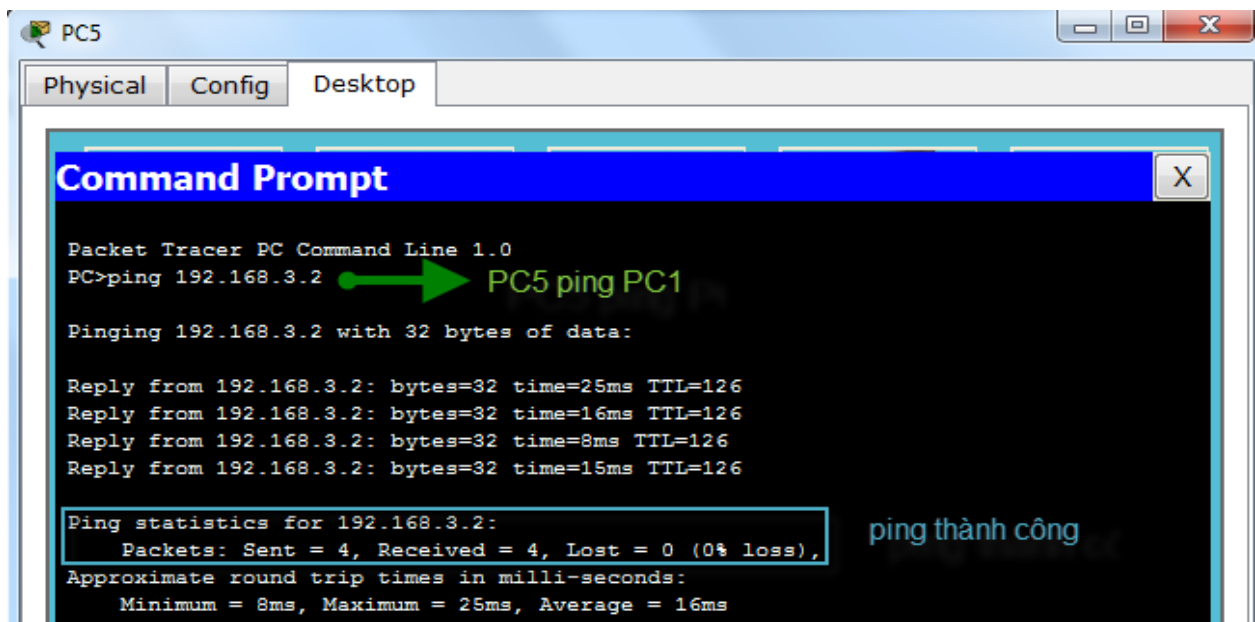 PC5
X
Physical Config Desktop
Command Prompt
X
Packet Tracer PC Command Line 1.0
PC>ping 192.168.3.2
PC5 ping PC1
Pinging 192.168.3.2 with 32 bytes of data:
Reply from 192.168.3.2: bytes=32 time=25ms TTL=126
Reply from 192.168.3.2: bytes=32 time=16ms TTL=126
Reply from 192.168.3.2: bytes=32 time=8ms TTL=126
Reply from 192.168.3.2: bytes=32 time=15ms TTL=126
Ping statistics for 192.168.3.2:
ping thành công
Packets: Sent = 4, Received = 4, Lost = 0 (0% loss),
Approximate round trip times in milli-seconds:
Minimum = 8ms, Maximum = 25ms, Average = 16ms